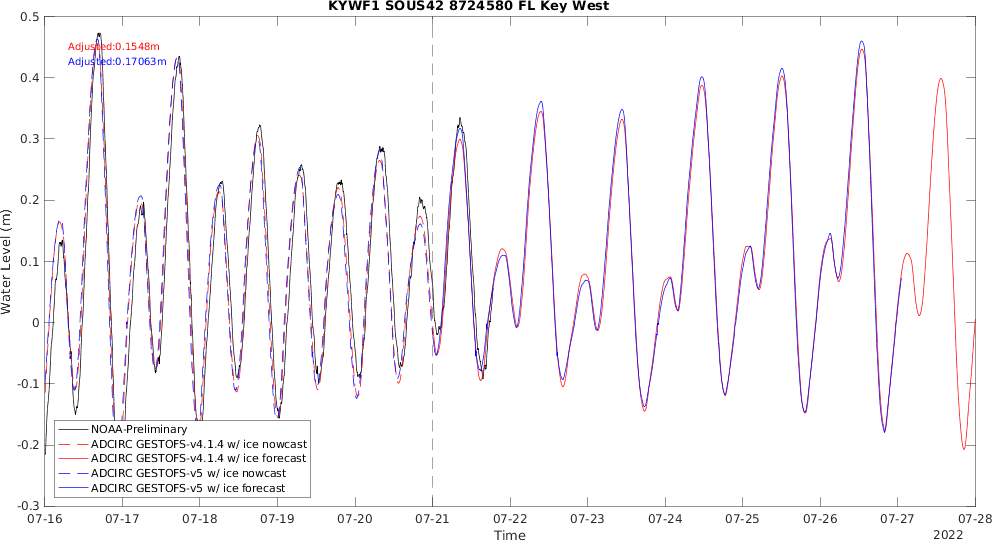 KYWF1 SOUS42 8724580 FL Key West
0.5
0.4
0.3
0.2
0.1
0
-0.1
-0.2
-0.3
Water Level (m)
Adjusted:0.1548m
Adjusted:0.17063m
NOAA-Preliminary
ADCIRC GESTOFS-v4.1.4 w/ ice nowcast
ADCIRC GESTOFS-v4.1.4 w/ ice forecast
ADCIRC GESTOFS-v5 w/ ice nowcast
ADCIRC GESTOFS-v5 w/ ice forecast
07-16 07-17 07-18 07-19 07-20 07-21 07-22 07-23 07-24 07-25 07-26 07-27 07-28
Time
2022